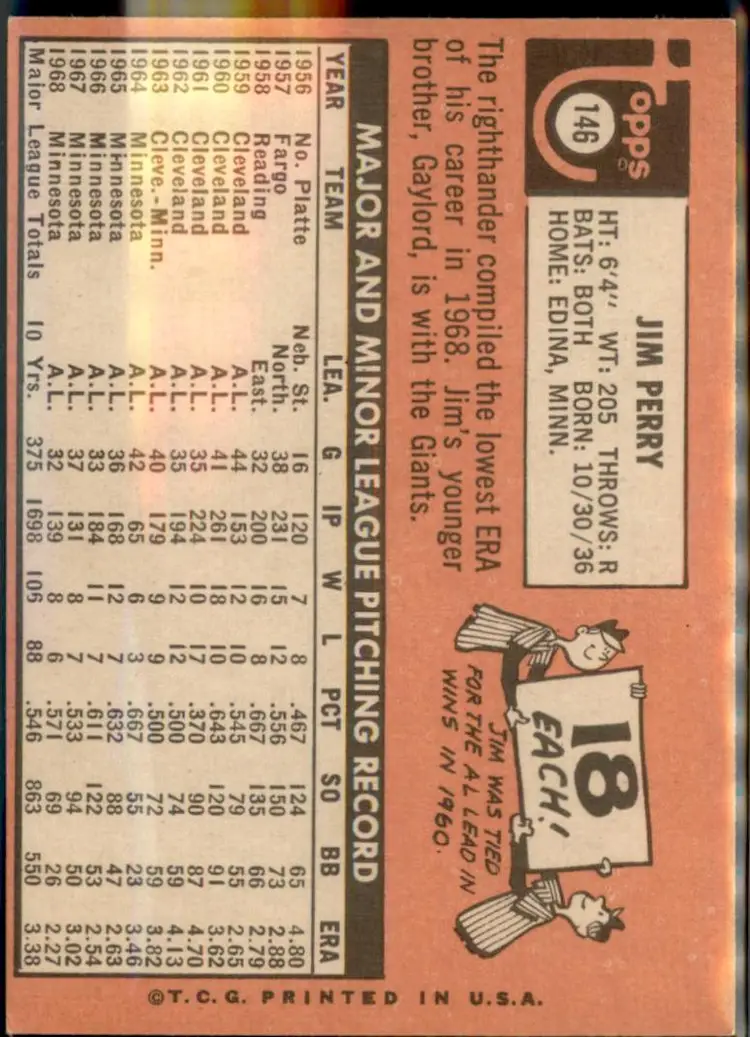 Topps®
146
JIM PERRY
HT: 6'4" WT: 205 THROWS: R
BATS: BOTH BORN: 10/30/36
HOME: EDINA, MINN.
The righthander compiled the lowest ERA
of his career in 1968. Jim's younger
brother, Gaylord, is with the Giants.
18
EACH!
JIM WAS TIED
FOR THE AL LEAD IN
WINS IN 1960.
MAJOR AND MINOR LEAGUE PITCHING RECORD
YEAR TEAM LEA. G IP W L PCT SO BB ERA
1956 No. Platte Neb. St. 16 120 7 8 .467 124 65 4.80
1957 Fargo North. 38 231 15 12 .556 150 73 2.88
1958 Reading East. 32 200 16 8 .667 135 66 2.79
1959 Cleveland A.L. 44 153 12 10 .545 79 55 2.65
1960 Cleveland A.L. 41 261 18 10 .643 120 91 3.62
1961 Cleveland A.L. 35 224 10 17 .370 90 87 4.70
1962 Cleveland A.L. 35 194 12 12 .500 74 59 4.13
1963 Cleve.-Minn. A.L. 40 179 9 9 .500 72 59 3.82
1964 Minnesota A.L. 42 65 6 3 .667 55 23 3.46
1965 Minnesota A.L. 36 168 12 7 .632 88 47 2.63
1966 Minnesota A.L. 33 184 11 7 .611 122 53 2.54
1967 Minnesota A.L. 37 131 8 7 .533 94 50 3.02
1968 Minnesota A.L. 32 139 8 6 .571 69 26 2.27
Major League Totals 10 Yrs. 375 1698 106 88 .546 863 550 3.38
©T.C.G. PRINTED IN U.S.A.